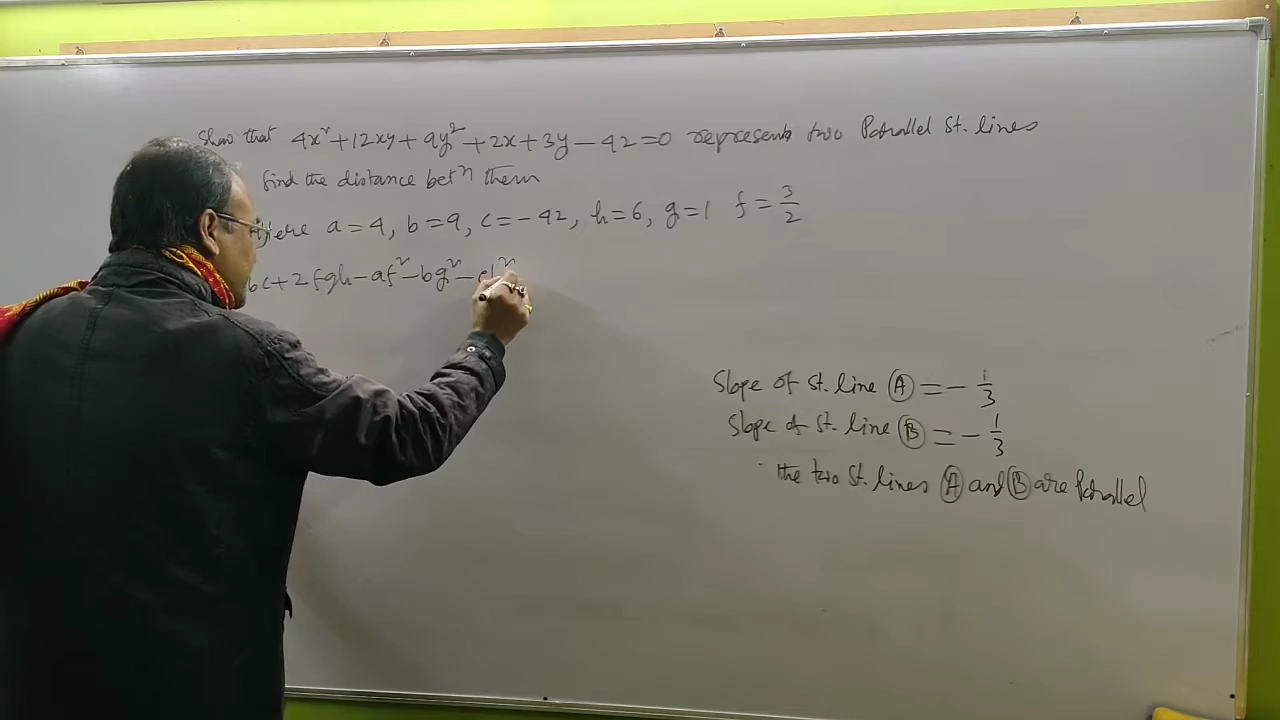 Show that 4x² + 12xy + 9y² + 2x + 3y - 42 = 0 represents two Parallel St. lines
find the distance betⁿ them
Here a = 4, b = 9, c = -42, h = 6, g = 1 f = 3/2
bc + 2fgh - af² - bg² - ch²
Slope of St. line Ⓐ = - 1/3
Slope of St. line Ⓑ = - 1/3
the two St. lines Ⓐ and Ⓑ are Parallel